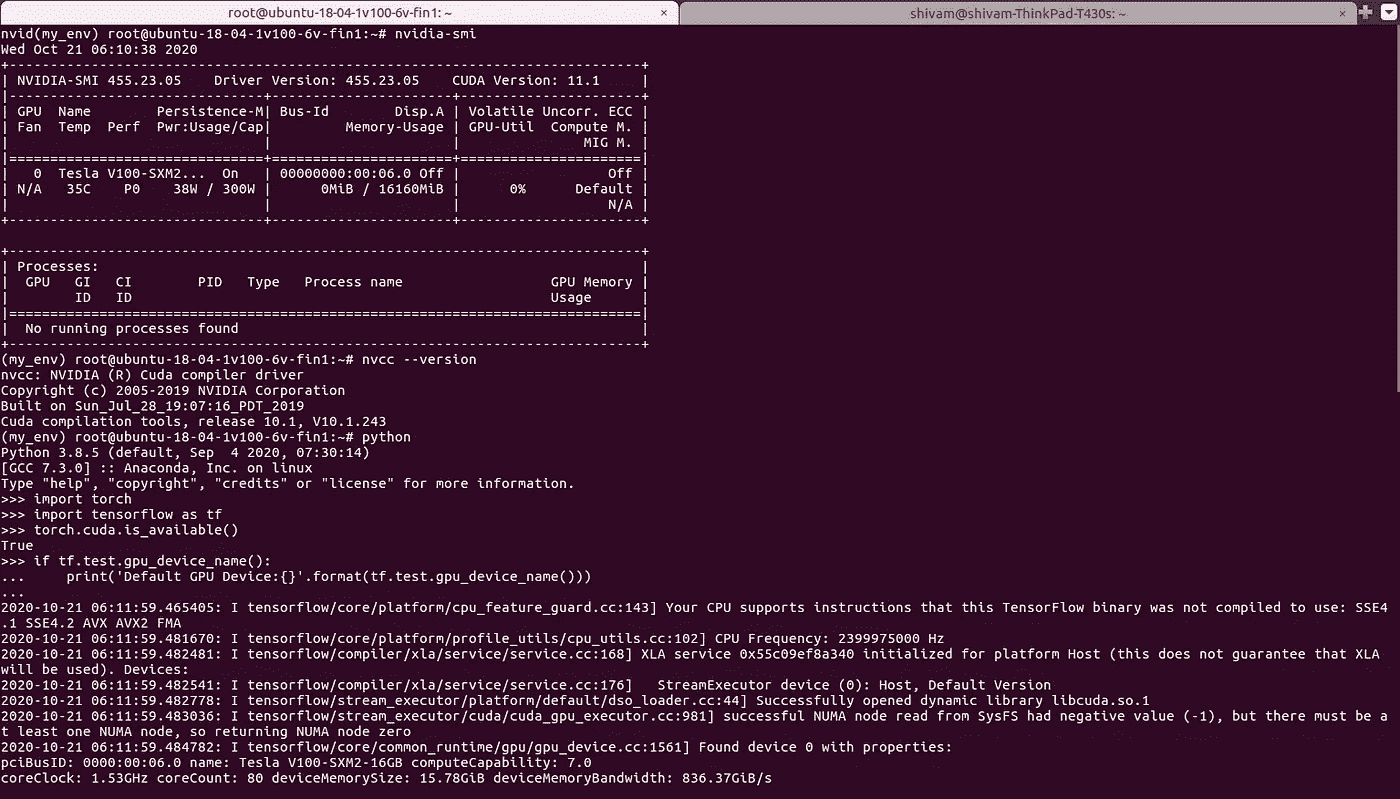 root@ubuntu-18-04-1v100-6v-fin1: ~ × shivam@shivam-ThinkPad-T430s: ~ ×
nvid(my_env) root@ubuntu-18-04-1v100-6v-fin1:~# nvidia-smi
Wed Oct 21 06:10:38 2020
+-----------------------------------------------------------------------------+
| NVIDIA-SMI 455.23.05    Driver Version: 455.23.05    CUDA Version: 11.1     |
|-------------------------------+----------------------+----------------------+
| GPU  Name        Persistence-M| Bus-Id        Disp.A | Volatile Uncorr. ECC |
| Fan  Temp  Perf  Pwr:Usage/Cap|         Memory-Usage | GPU-Util  Compute M. |
|                               |                      |               MIG M. |
|===============================+======================+======================|
|   0  Tesla V100-SXM2...  On   | 00000000:00:06.0 Off |                  Off |
| N/A   35C    P0    38W / 300W |      0MiB / 16160MiB |      0%      Default |
|                               |                      |                  N/A |
+-------------------------------+----------------------+----------------------+

+-----------------------------------------------------------------------------+
| Processes:                                                                  |
|  GPU   GI   CI        PID   Type   Process name                  GPU Memory |
|        ID   ID                                                   Usage      |
|=============================================================================|
|  No running processes found                                                 |
+-----------------------------------------------------------------------------+
(my_env) root@ubuntu-18-04-1v100-6v-fin1:~# nvcc --version
nvcc: NVIDIA (R) Cuda compiler driver
Copyright (c) 2005-2019 NVIDIA Corporation
Built on Sun_Jul_28_19:07:16_PDT_2019
Cuda compilation tools, release 10.1, V10.1.243
(my_env) root@ubuntu-18-04-1v100-6v-fin1:~# python
Python 3.8.5 (default, Sep  4 2020, 07:30:14)
[GCC 7.3.0] :: Anaconda, Inc. on linux
Type "help", "copyright", "credits" or "license" for more information.
>>> import torch
>>> import tensorflow as tf
>>> torch.cuda.is_available()
True
>>> if tf.test.gpu_device_name():
...     print('Default GPU Device:{}'.format(tf.test.gpu_device_name()))
...
2020-10-21 06:11:59.465405: I tensorflow/core/platform/cpu_feature_guard.cc:143] Your CPU supports instructions that this TensorFlow binary was not compiled to use: SSE4
.1 SSE4.2 AVX AVX2 FMA
2020-10-21 06:11:59.481670: I tensorflow/core/platform/profile_utils/cpu_utils.cc:102] CPU Frequency: 2399975000 Hz
2020-10-21 06:11:59.482481: I tensorflow/compiler/xla/service/service.cc:168] XLA service 0x55c09ef8a340 initialized for platform Host (this does not guarantee that XLA
will be used). Devices:
2020-10-21 06:11:59.482541: I tensorflow/compiler/xla/service/service.cc:176]   StreamExecutor device (0): Host, Default Version
2020-10-21 06:11:59.482778: I tensorflow/stream_executor/platform/default/dso_loader.cc:44] Successfully opened dynamic library libcuda.so.1
2020-10-21 06:11:59.483036: I tensorflow/stream_executor/cuda/cuda_gpu_executor.cc:981] successful NUMA node read from SysFS had negative value (-1), but there must be a
t least one NUMA node, so returning NUMA node zero
2020-10-21 06:11:59.484782: I tensorflow/core/common_runtime/gpu/gpu_device.cc:1561] Found device 0 with properties:
pciBusID: 0000:00:06.0 name: Tesla V100-SXM2-16GB computeCapability: 7.0
coreClock: 1.53GHz coreCount: 80 deviceMemorySize: 15.78GiB deviceMemoryBandwidth: 836.37GiB/s